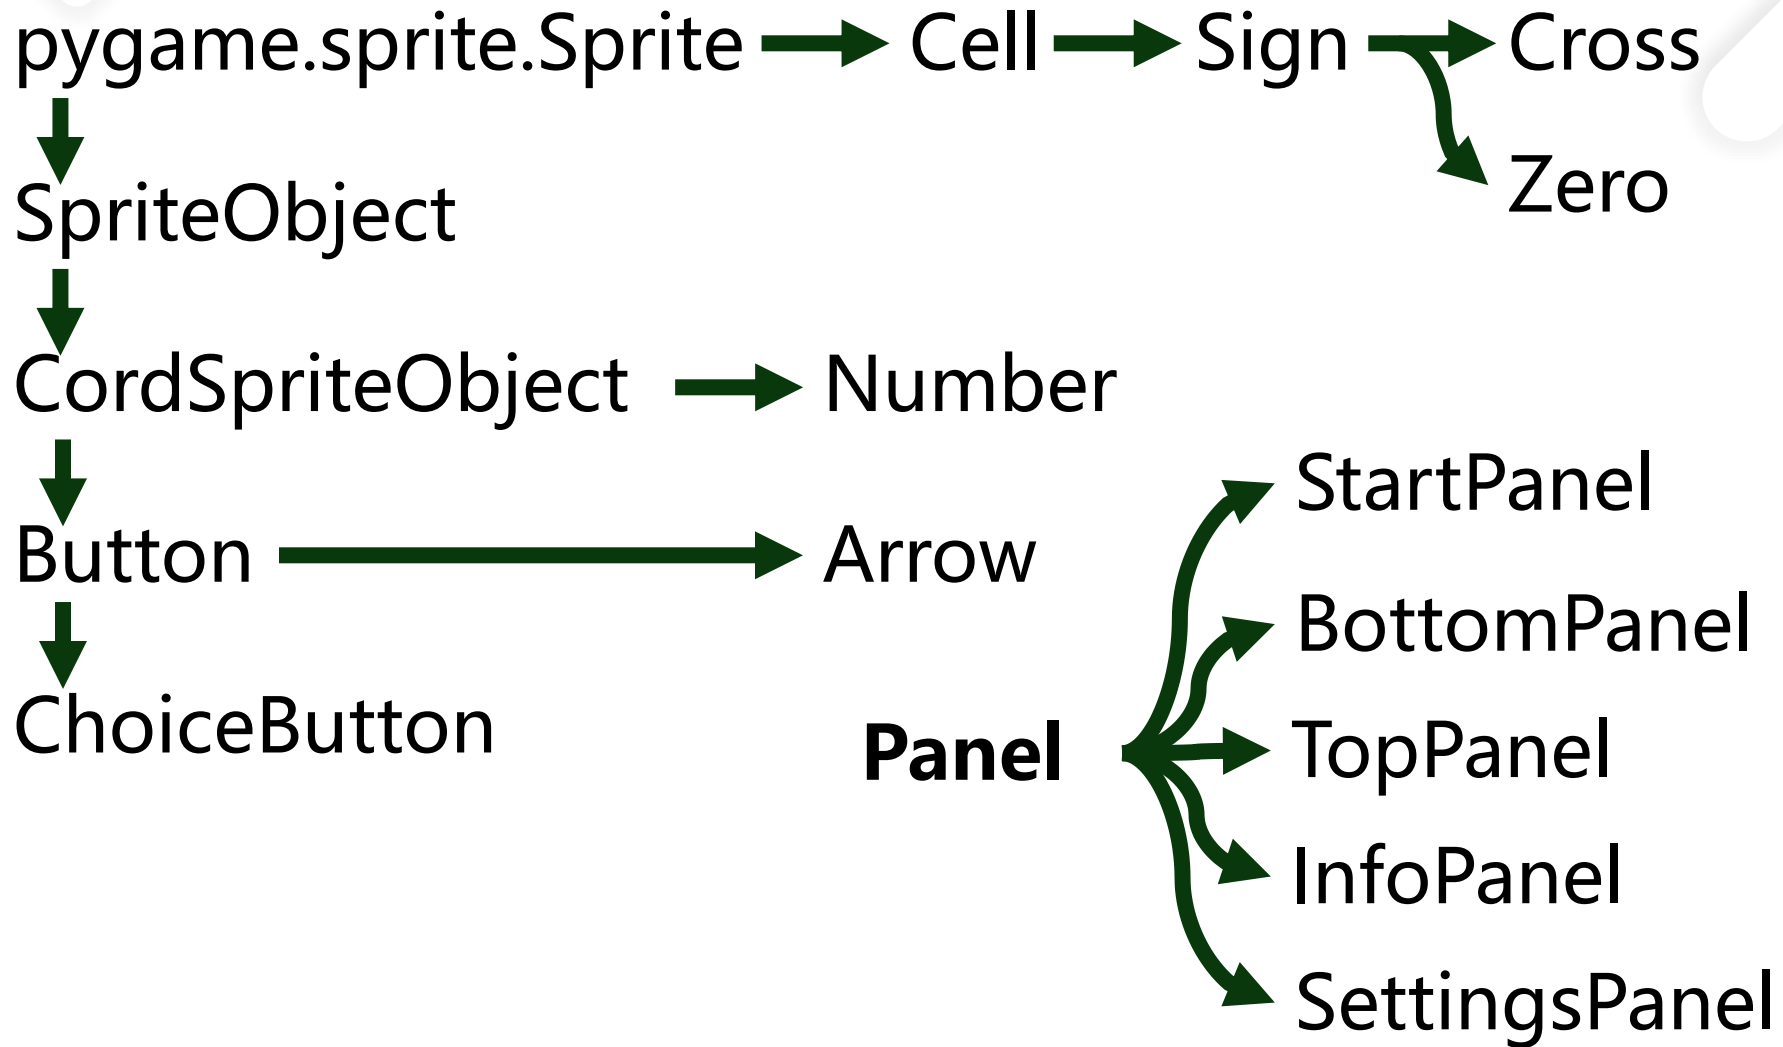 pygame.sprite.Sprite Cell Sign Cross
Zero
SpriteObject
CordSpriteObject Number
Button Arrow
ChoiceButton
Panel
StartPanel
BottomPanel
TopPanel
InfoPanel
SettingsPanel